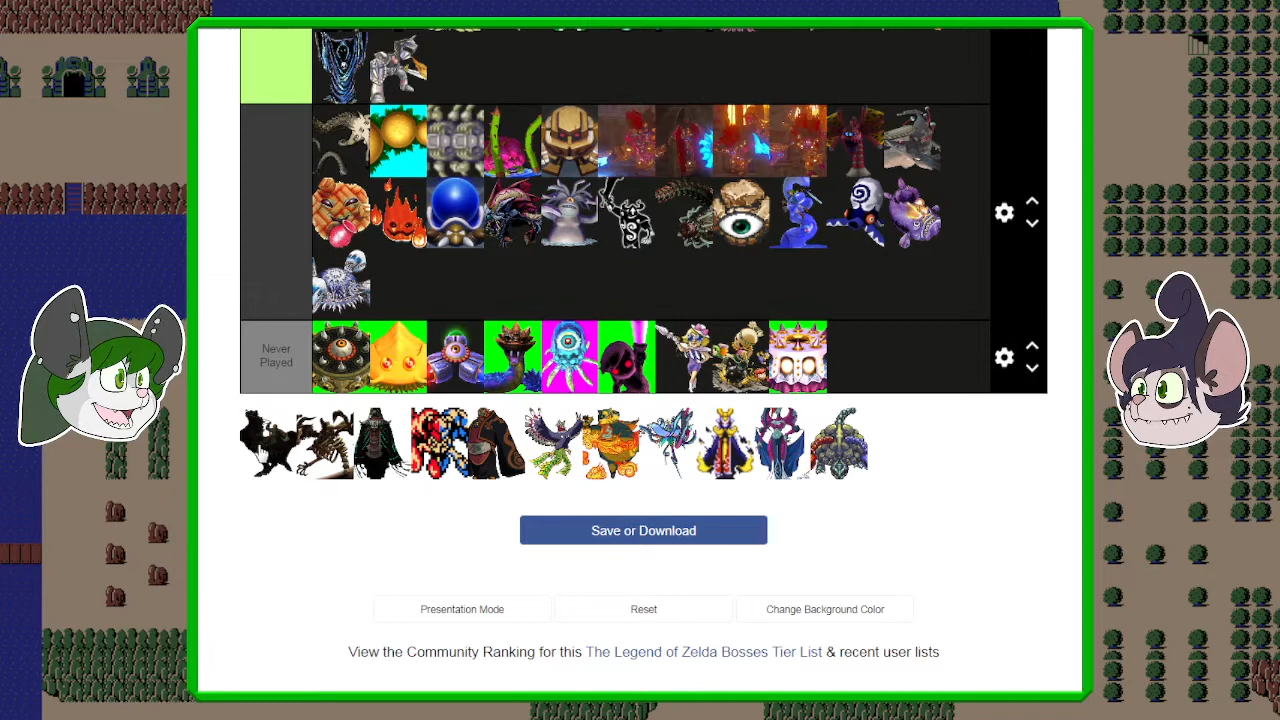 Never
Played
Save or Download
Presentation Mode
Reset
Change Background Color
View the Community Ranking for this The Legend of Zelda Bosses Tier List & recent user lists